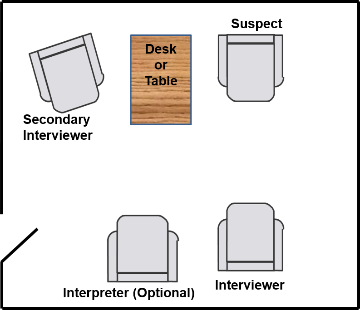 Suspect
Desk
or
Table
Secondary
Interviewer
Interpreter (Optional)
Interviewer